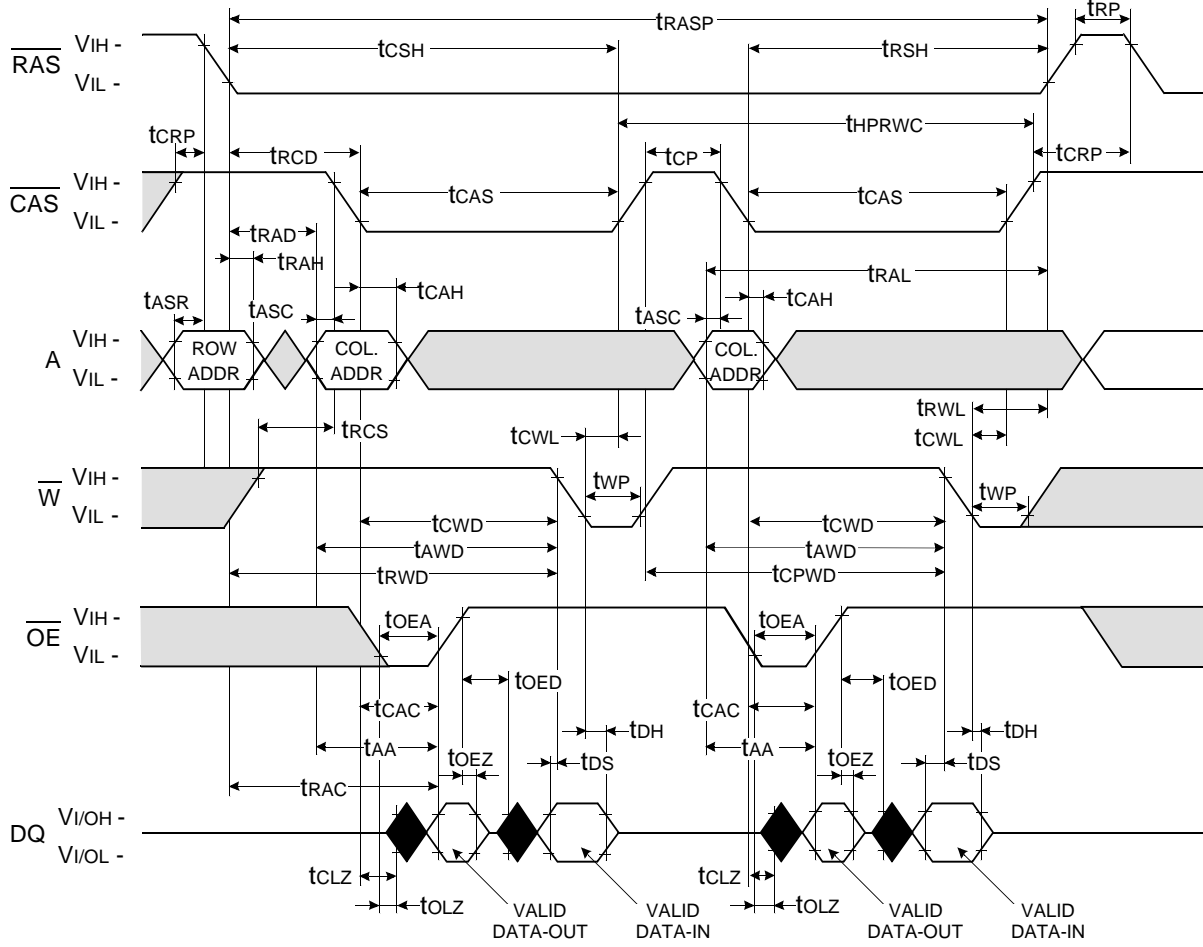 tRASP
tRP
tCSH
tRSH
RAS
VIH -
VIL -
tHPRWC
tCRP
tRCD
tCP
tCRP
CAS
VIH -
VIL -
tCAS
tCAS
tRAD
tRAH
tRAL
tASR
tASC
tCAH
tASC
tCAH
A
VIH -
VIL -
ROW
ADDR
COL.
ADDR
COL.
ADDR
tRCS
tCWL
tRWL
tCWL
W
VIH -
VIL -
tWP
tWP
tCWD
tCWD
tAWD
tAWD
tRWD
tCPWD
OE
VIH -
VIL -
tOEA
tOEA
tOED
tOED
tCAC
tCAC
tDH
tDH
tAA
tAA
tOEZ
tDS
tOEZ
tDS
tRAC
DQ
VI/OH -
VI/OL -
tCLZ
tCLZ
tOLZ
tOLZ
VALID
DATA-OUT
VALID
DATA-IN
VALID
DATA-OUT
VALID
DATA-IN